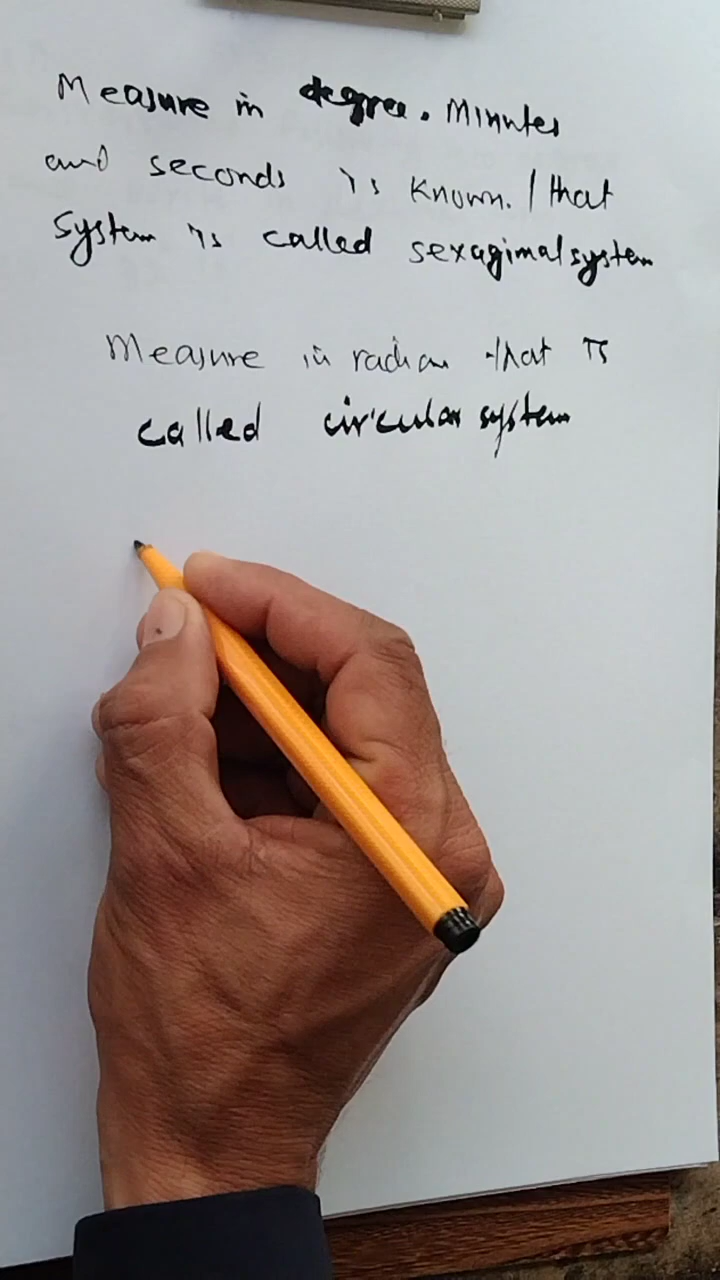 Measure in degree. Minutes
and seconds is known. / that
system is called sexagimal system
Measure in radian that is
called circular system